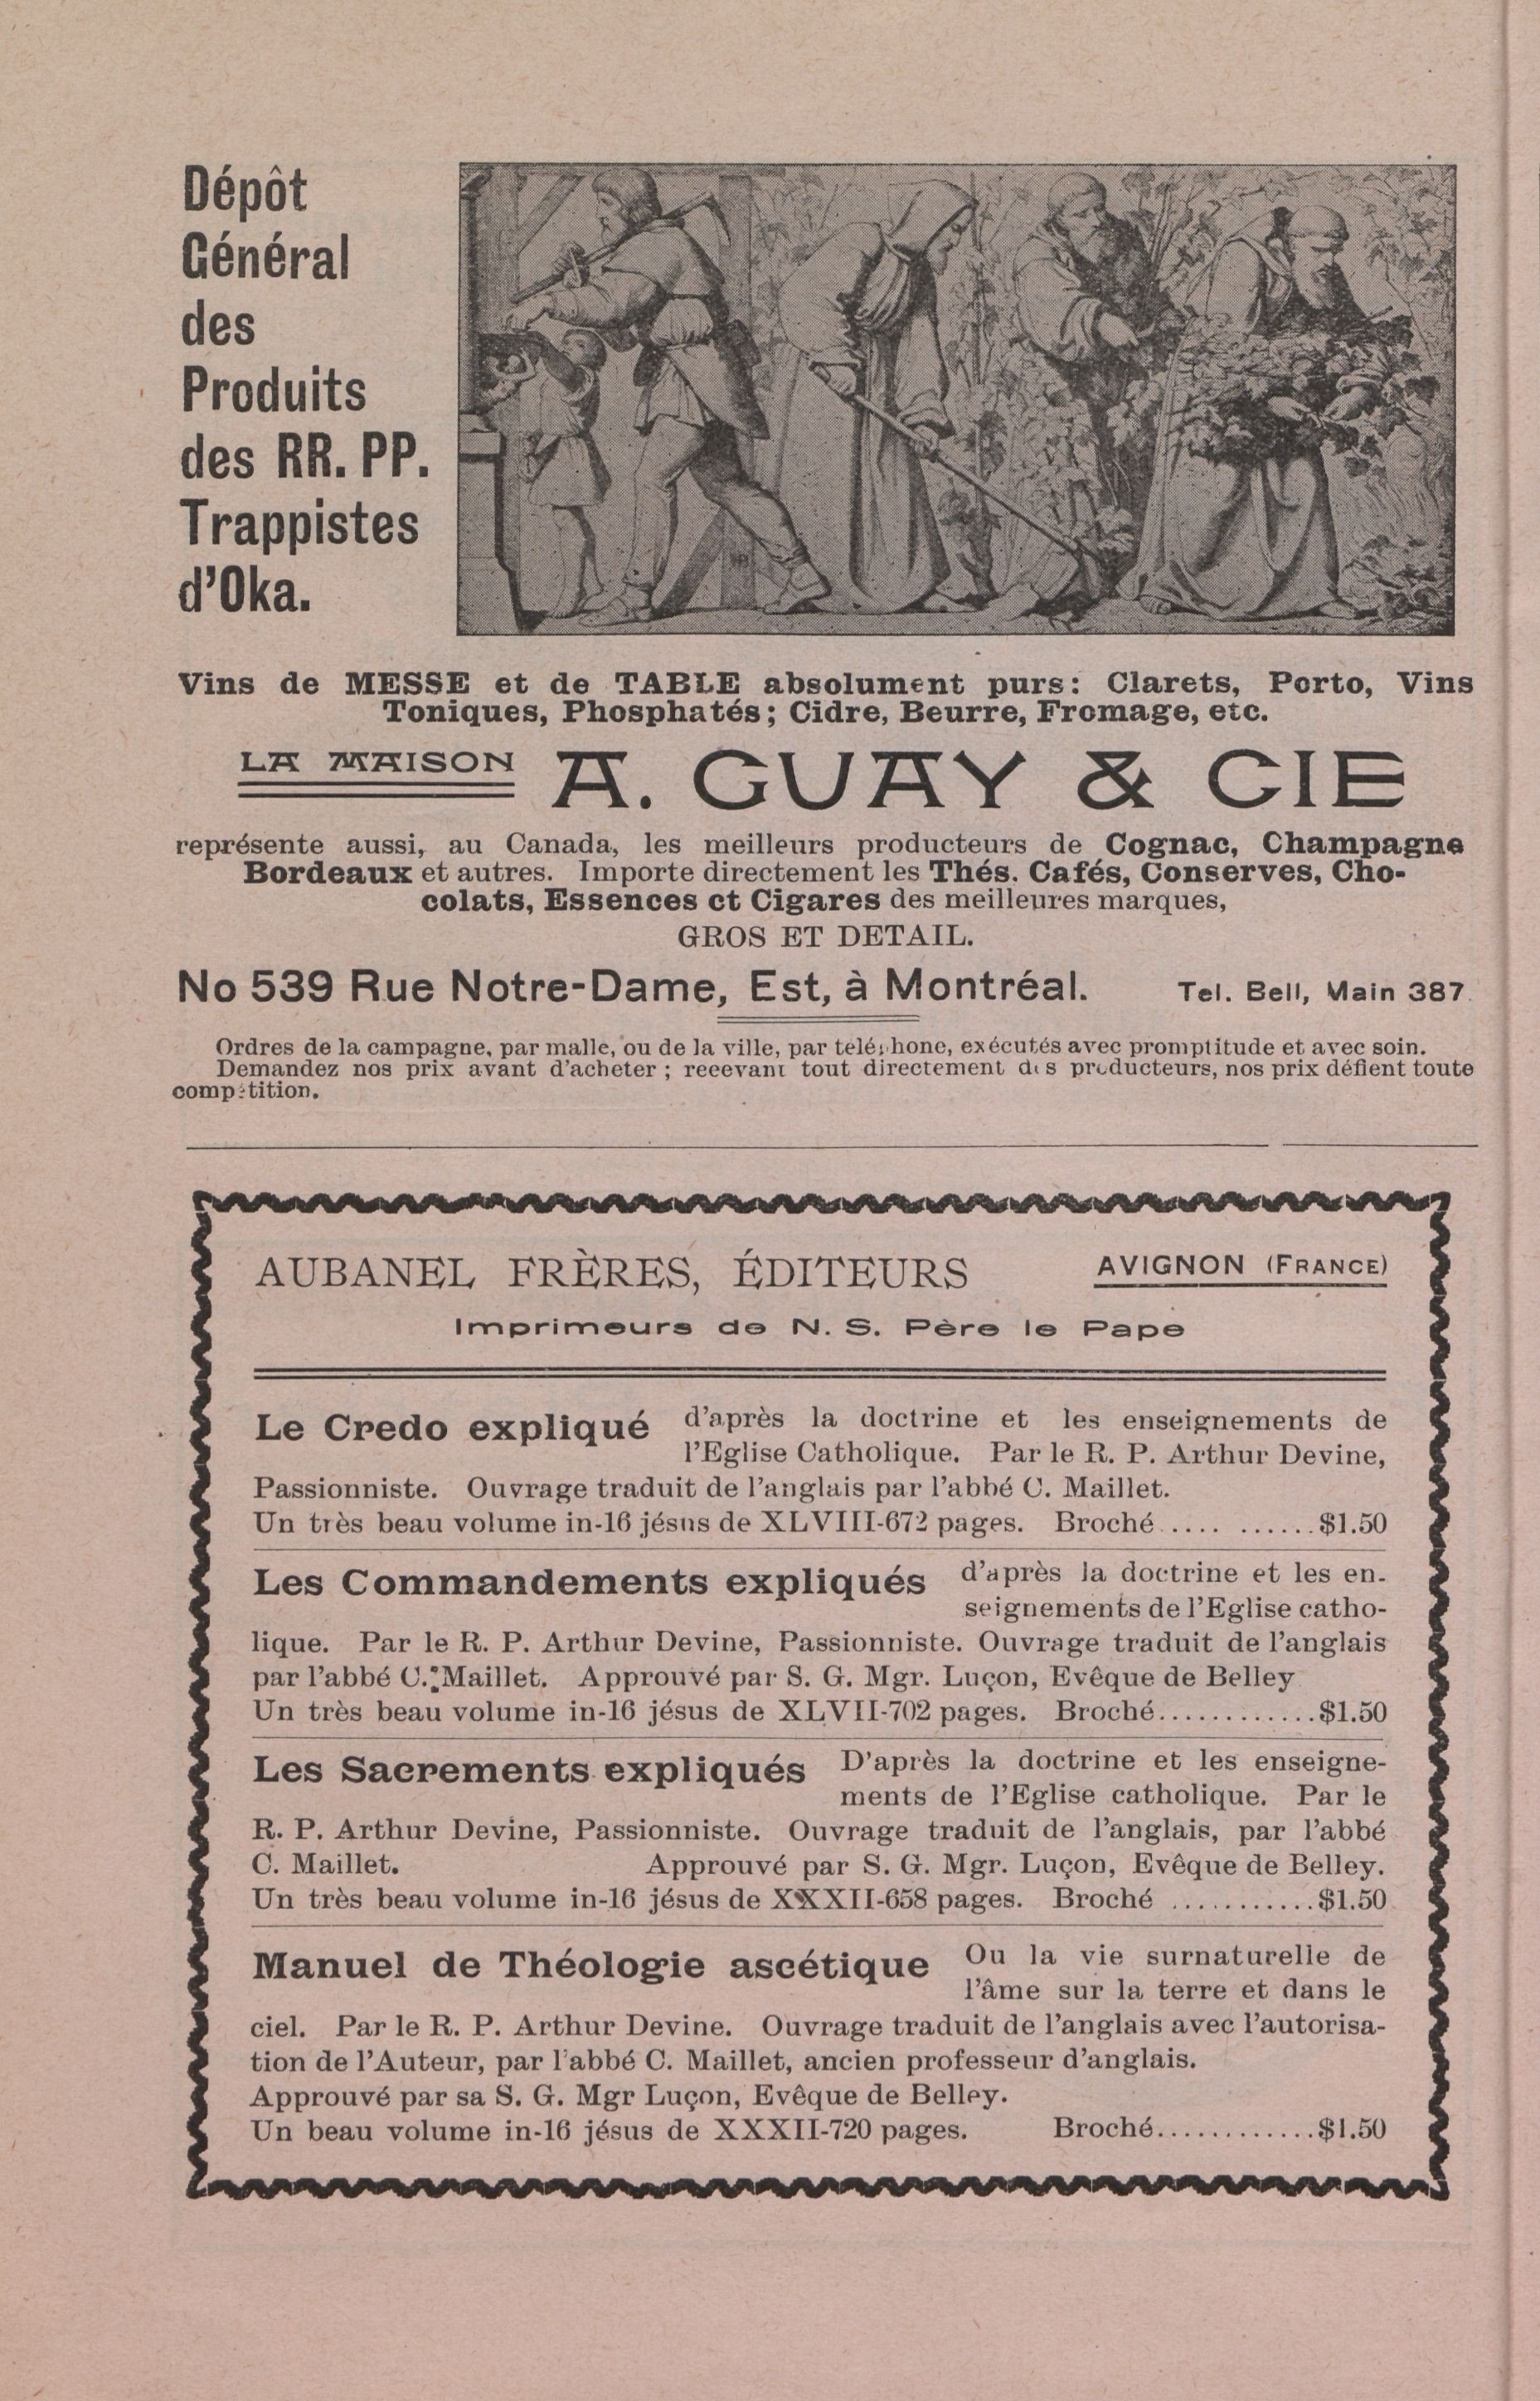 Dépôt
Général
des
Produits
des RR. PP.
Trappistes
d'Oka.
Vins de MESSE et de TABLE absolument purs: Clarets, Porto, Vins
Toniques, Phosphatés; Cidre, Beurre, Fromage, etc.
LA MAISON A. GUAY & CIE
représente aussi, au Canada, les meilleurs producteurs de Cognac, Champagne
Bordeaux et autres. Importe directement les Thés. Cafés, Conserves, Cho-
colats, Essences et Cigares des meilleures marques,
GROS ET DETAIL.
No 539 Rue Notre-Dame, Est, à Montréal. Tel. Bell, Main 387.
Ordres de la campagne, par malle, ou de la ville, par teléphone, exécutés avec promptitude et avec soin.
Demandez nos prix avant d'acheter ; recevant tout directement des producteurs, nos prix défient toute
compétition.
AUBANEL FRÈRES, ÉDITEURS AVIGNON (FRANCE)
Imprimeurs de N. S. Père le Pape
Le Credo expliqué d'après la doctrine et les enseignements de
l'Eglise Catholique. Par le R. P. Arthur Devine,
Passionniste. Ouvrage traduit de l'anglais par l'abbé C. Maillet.
Un très beau volume in-16 jésus de XLVIII-672 pages. Broché .... ......$1.50
Les Commandements expliqués d'après la doctrine et les en-
seignements de l'Eglise catho-
lique. Par le R. P. Arthur Devine, Passionniste. Ouvrage traduit de l'anglais
par l'abbé C. Maillet. Approuvé par S. G. Mgr. Luçon, Evêque de Belley
Un très beau volume in-16 jésus de XLVII-702 pages. Broché............$1.50
Les Sacrements expliqués D'après la doctrine et les enseigne-
ments de l'Eglise catholique. Par le
R. P. Arthur Devine, Passionniste. Ouvrage traduit de l'anglais, par l'abbé
C. Maillet. Approuvé par S. G. Mgr. Luçon, Evêque de Belley.
Un très beau volume in-16 jésus de XXXII-658 pages. Broché ...........$1.50
Manuel de Théologie ascétique Ou la vie surnaturelle de
l'âme sur la terre et dans le
ciel. Par le R. P. Arthur Devine. Ouvrage traduit de l'anglais avec l'autorisa-
tion de l'Auteur, par l'abbé C. Maillet, ancien professeur d'anglais.
Approuvé par sa S. G. Mgr Luçon, Evêque de Belley.
Un beau volume in-16 jésus de XXXII-720 pages. Broché............$1.50